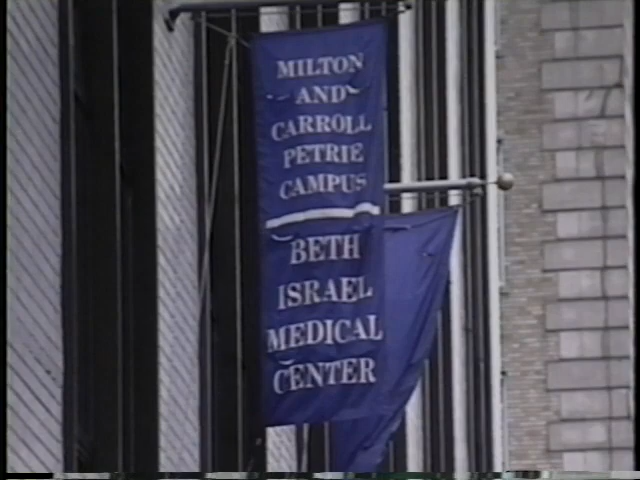 MILTON
AND
CARROLL
PETRIE
CAMPUS
BETH
ISRAEL
MEDICAL
CENTER